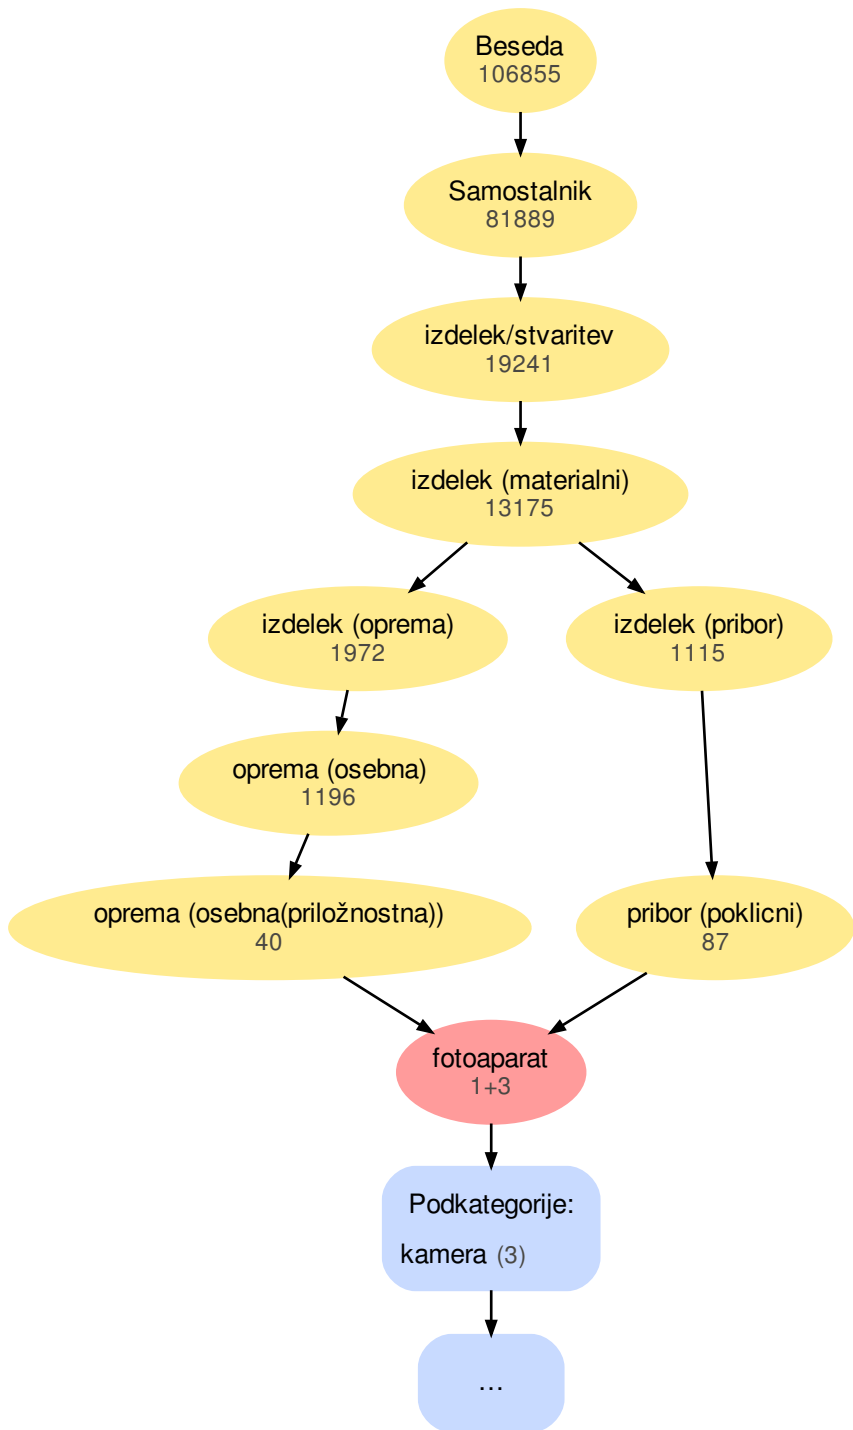 Beseda
106855
Samostalnik
81889
izdelek/stvaritev
19241
izdelek (materialni)
13175
izdelek (oprema)
1972
izdelek (pribor)
1115
oprema (osebna)
1196
oprema (osebna(priložnostna))
40
pribor (poklicni)
87
fotoaparat
1+3
Podkategorije:
kamera (3)
...